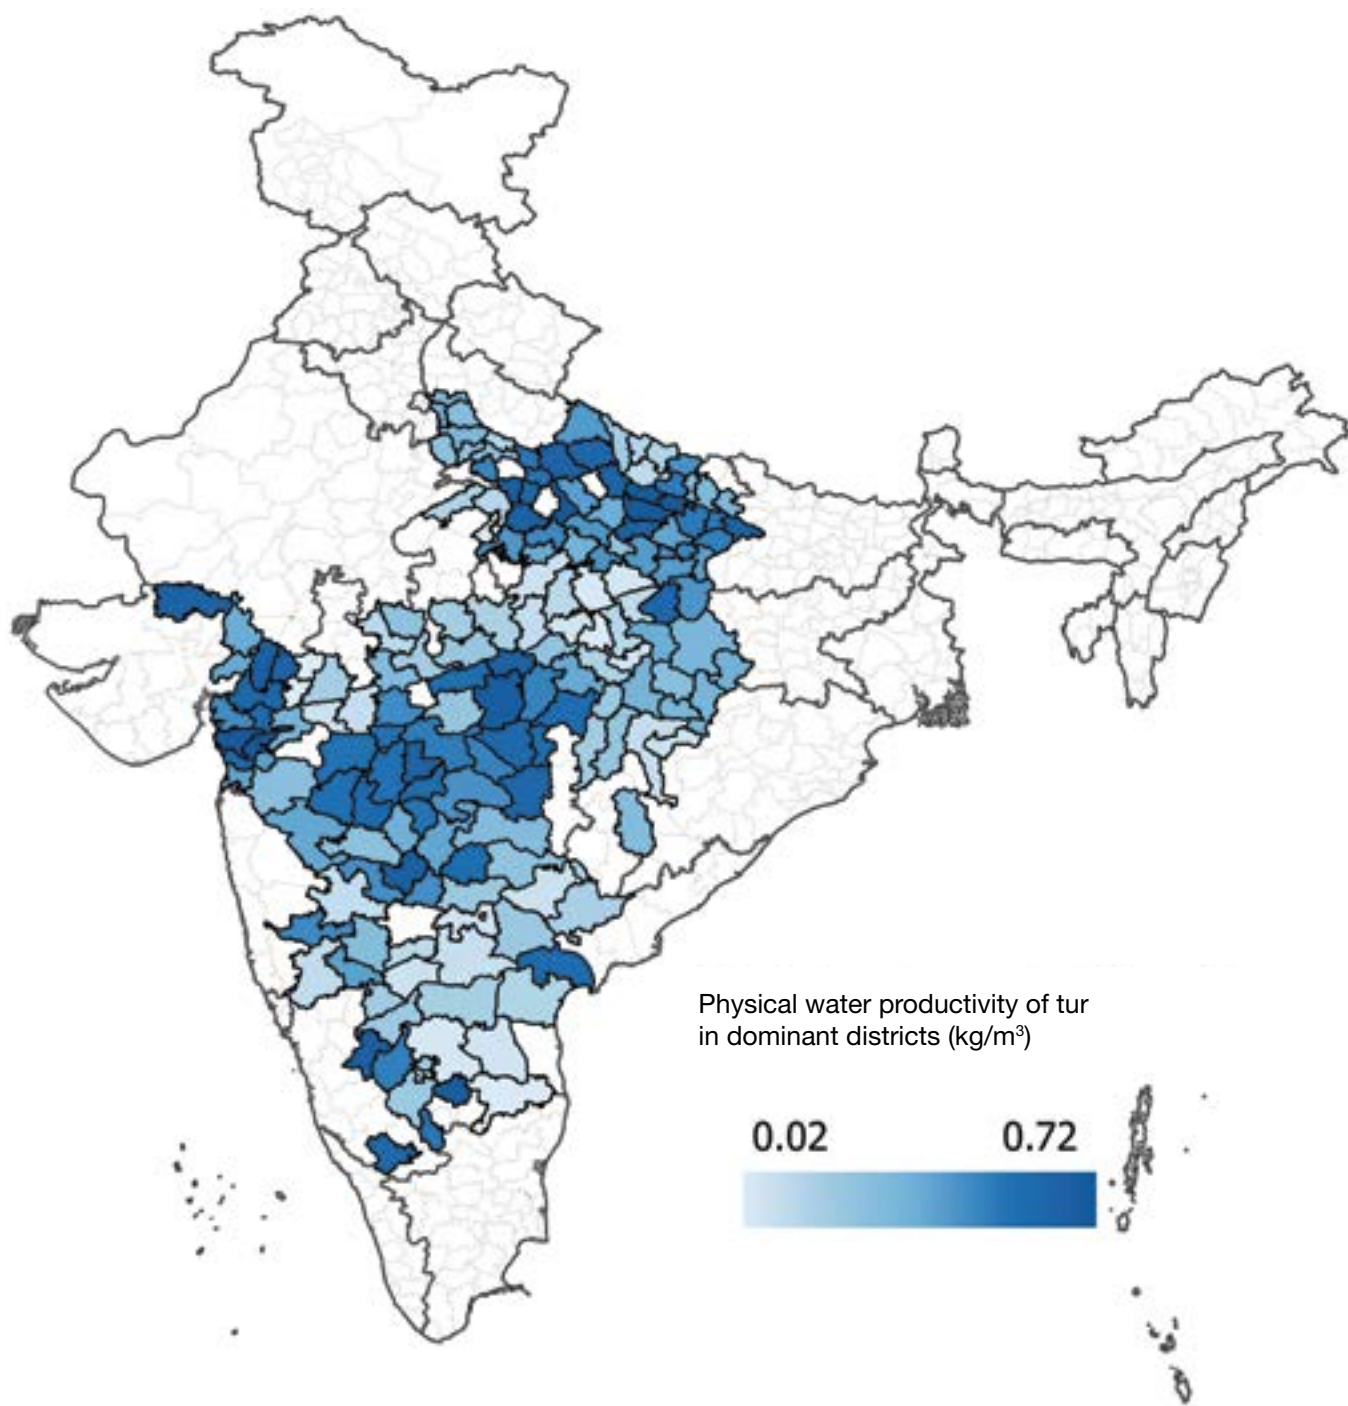 Physical water productivity of tur
in dominant districts (kg/m³)
0.02 0.72